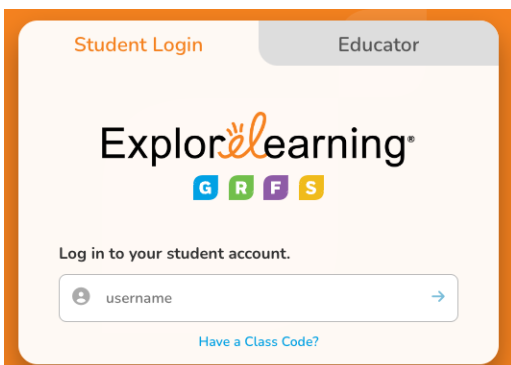 Student Login
Educator
ExploreLearning®
G R F S
Log in to your student account.
username
Have a Class Code?